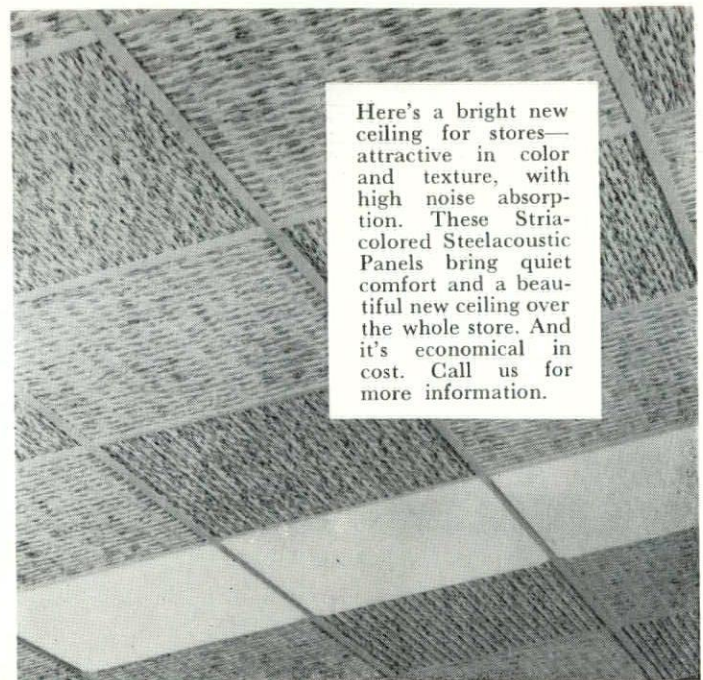 Here's a bright new
ceiling for stores—
attractive in color
and texture, with
high noise absorp-
tion. These Stria-
colored Steelacoustic
Panels bring quiet
comfort and a beau-
tiful new ceiling over
the whole store. And
it's economical in
cost. Call us for
more information.